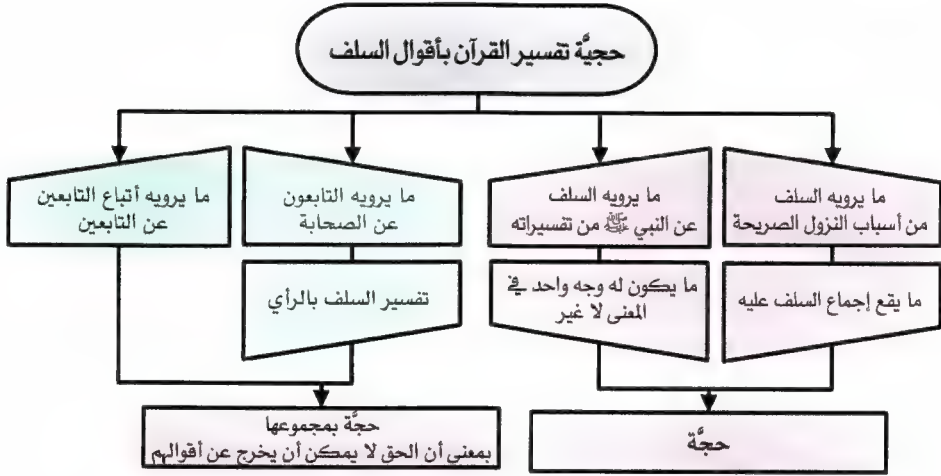 حجيَّة تفسير القرآن بأقوال السلف
ما يرويه السلف
من أسباب النزول الصريحة
ما يرويه السلف
عن النبي ﷺ من تفسيراته
ما يرويه التابعون
عن الصحابة
ما يرويه أتباع التابعين
عن التابعين
ما يقع إجماع السلف عليه
ما يكون له وجه واحد في
المعنى لا غير
تفسير السلف بالرأي
حجَّة
حجَّة بمجموعها
بمعنى أن الحق لا يمكن أن يخرج عن أقوالهم